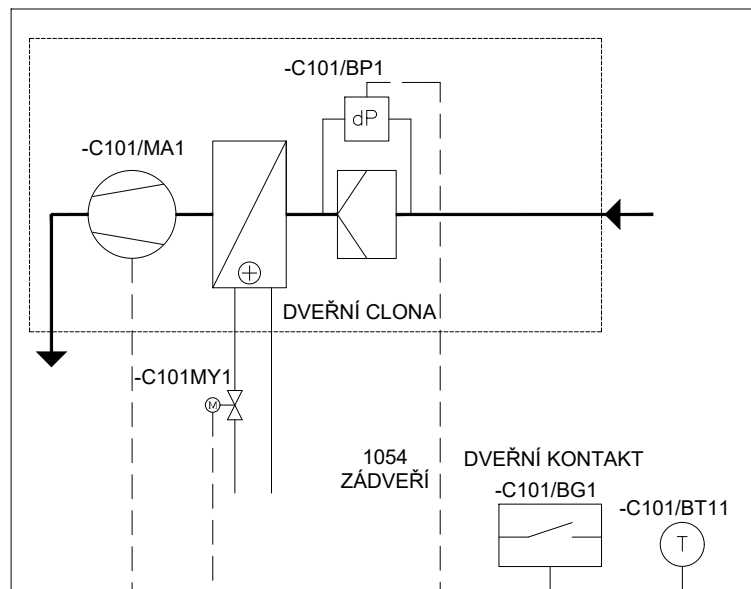 -C101/BP1
dP
-C101/MA1
DVEŘNÍ CLONA
-C101MY1
M
1054
ZÁDVEŘÍ
DVEŘNÍ KONTAKT
-C101/BG1
-C101/BT11
T